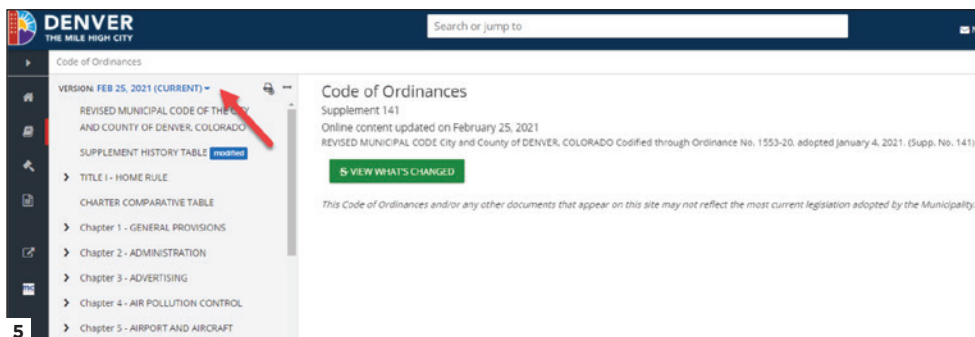 DENVER
THE MILE HIGH CITY
Search or jump to
Code of Ordinances
VERSION: FEB 25, 2021 (CURRENT)
REVISED MUNICIPAL CODE OF THE CITY
AND COUNTY OF DENVER, COLORADO
SUPPLEMENT HISTORY TABLE modified
TITLE I - HOME RULE
CHARTER COMPARATIVE TABLE
Chapter 1 - GENERAL PROVISIONS
Chapter 2 - ADMINISTRATION
Chapter 3 - ADVERTISING
Chapter 4 - AIR POLLUTION CONTROL
Chapter 5 - AIRPORT AND AIRCRAFT
mc
5
Code of Ordinances
Supplement 141
Online content updated on February 25, 2021
REVISED MUNICIPAL CODE City and County of DENVER, COLORADO Codified through Ordinance No. 1553-20, adopted January 4, 2021. (Supp. No. 141)
VIEW WHAT'S CHANGED
This Code of Ordinances and/or any other documents that appear on this site may not reflect the most current legislation adopted by the Municipality.